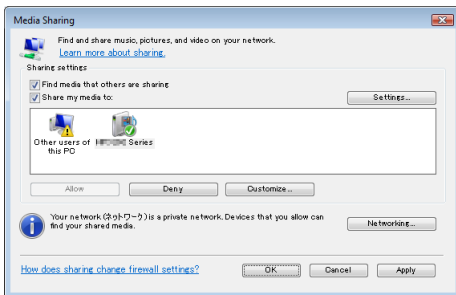 Media Sharing
Find and share music, pictures, and video on your network.
Learn more about sharing.
Sharing settings
Find media that others are sharing
Share my media to:
Settings...
Other users of
this PC
Series
Allow
Deny
Customize...
Your network (ネットワーク) is a private network. Devices that you allow can
find your shared media.
Networking...
How does sharing change firewall settings?
OK
Cancel
Apply